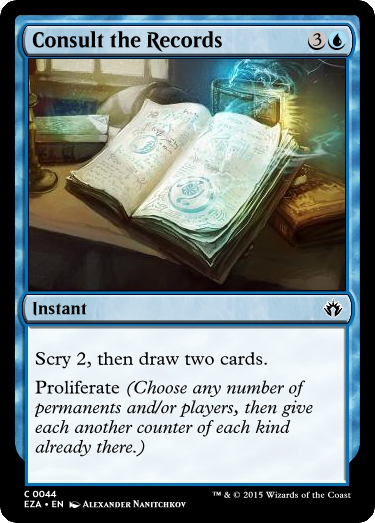 Consult the Records 3
Instant
Scry 2, then draw two cards.
Proliferate (Choose any number of
permanents and/or players, then give
each another counter of each kind
already there.)
C 0044
EZA • EN Alexander Nanitchkov
™ & © 2015 Wizards of the Coast